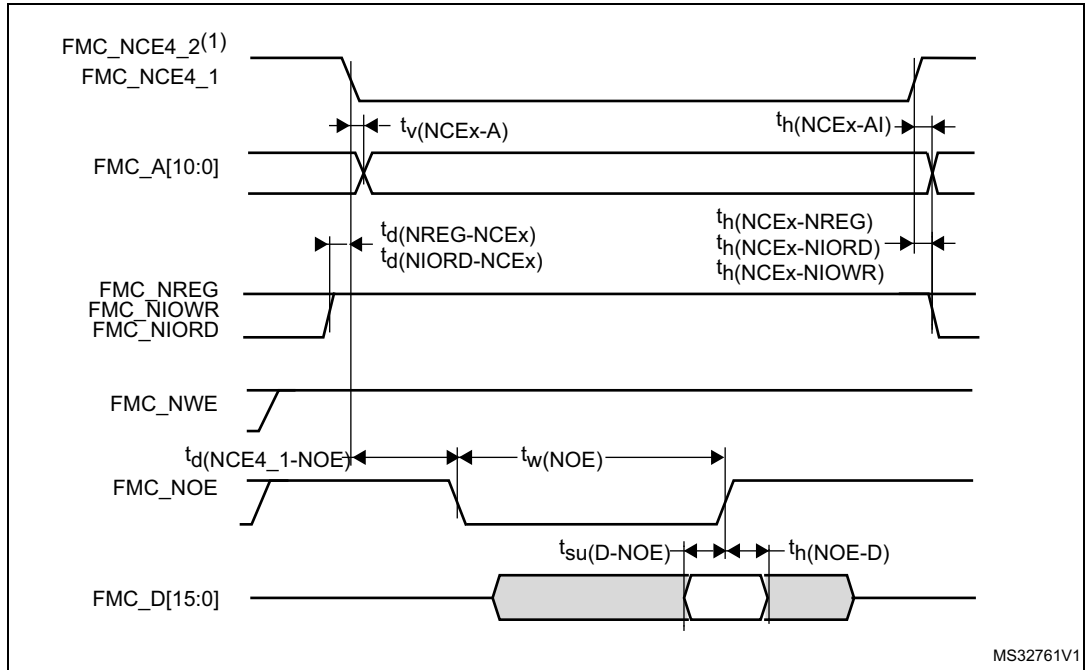 FMC_NCE4_2(1)
FMC_NCE4_1
tv(NCEx-A)
th(NCEx-AI)
FMC_A[10:0]
td(NREG-NCEx)
td(NIORD-NCEx)
th(NCEx-NREG)
th(NCEx-NIORD)
th(NCEx-NIOWR)
FMC_NREG
FMC_NIOWR
FMC_NIORD
FMC_NWE
td(NCE4_1-NOE)
tw(NOE)
FMC_NOE
tsu(D-NOE)
th(NOE-D)
FMC_D[15:0]
MS32761V1